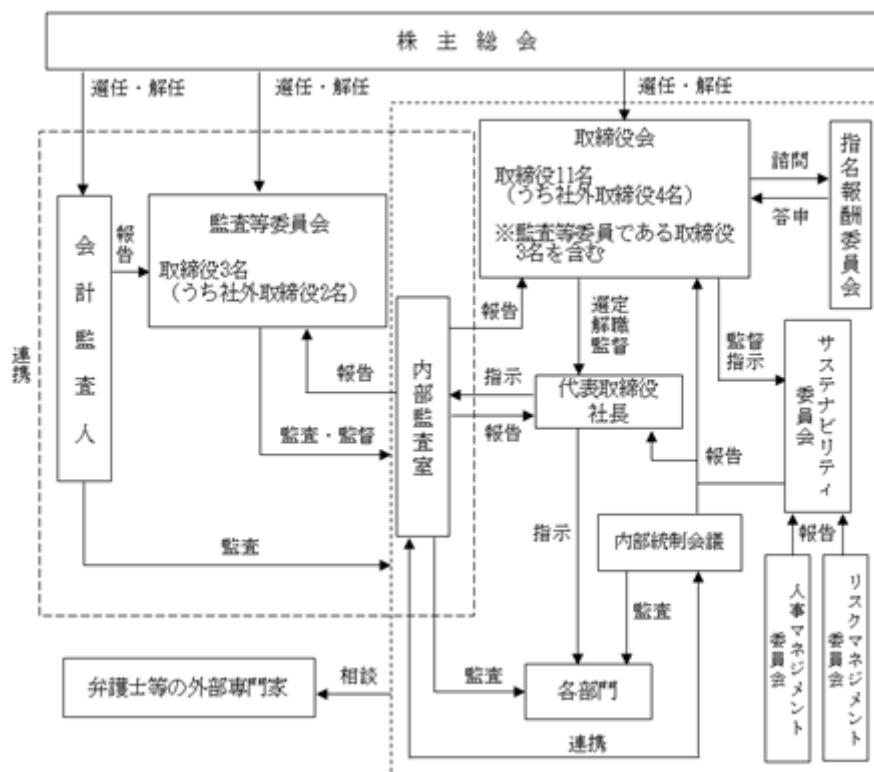 株主総会
選任・解任
選任・解任
選任・解任
取締役会
取締役11名
(うち社外取締役4名)
※監査等委員である取締役
3名を含む
諮問
答申
指名報酬委員会
会計監査人
報告
監査等委員会
取締役3名
(うち社外取締役2名)
連携
報告
監査・監督
監査
内部監査室
報告
選定
解職
監督
指示
報告
代表取締役
社長
監督
指示
サステナビリティ
委員会
報告
指示
内部統制会議
監査
報告
人事マネジメント
委員会
リスクマネジメント
委員会
弁護士等の外部専門家
相談
監査
各部門
連携